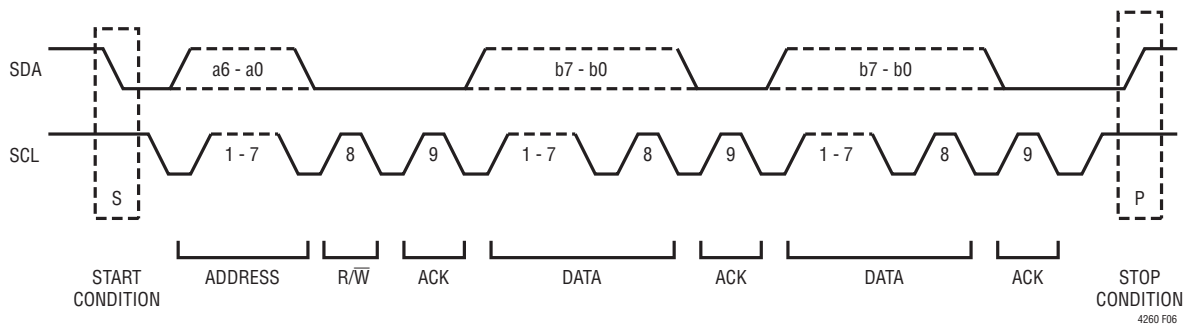 SDA
a6 - a0
b7 - b0
b7 - b0
SCL
1 - 7
8
9
1 - 7
8
9
1 - 7
8
9
S
P
START
CONDITION
ADDRESS
R/W̅
ACK
DATA
ACK
DATA
ACK
STOP
CONDITION
4260 F06